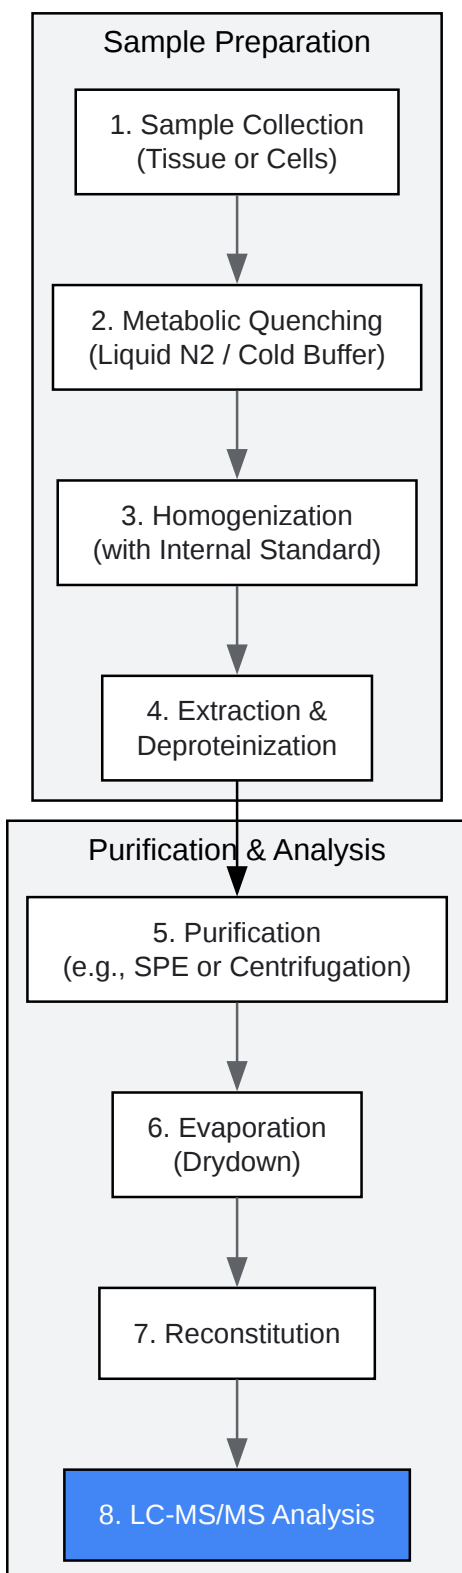 Sample Preparation
1. Sample Collection
(Tissue or Cells)
2. Metabolic Quenching
(Liquid N2 / Cold Buffer)
3. Homogenization
(with Internal Standard)
4. Extraction &
Deproteinization
Purification & Analysis
5. Purification
(e.g., SPE or Centrifugation)
6. Evaporation
(Drydown)
7. Reconstitution
8. LC-MS/MS Analysis